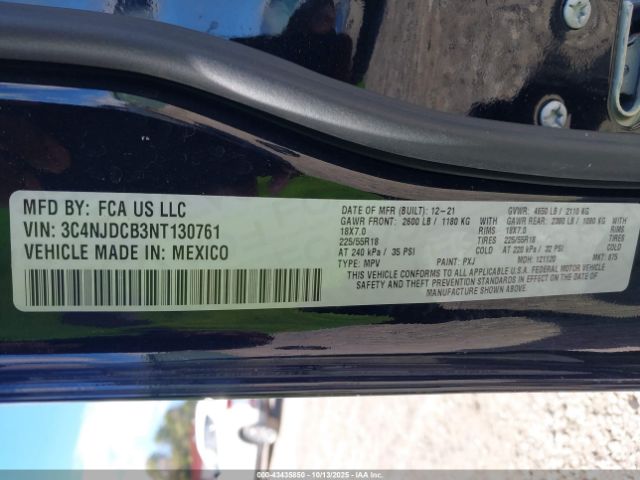 MFD BY: FCA US LLC
VIN: 3C4NJDCB3NT130761
VEHICLE MADE IN: MEXICO
DATE OF MFR (BUILT): 12-21 GVWR: 4650 LB / 2110 KG
GAWR FRONT: 2600 LB / 1180 KG WITH GAWR REAR: 2380 LB / 1080 KG WITH
18X7.0 RIMS 18X7.0 RIMS
225/55R18 TIRES 225/55R18 TIRES
AT 240 kPa / 35 PSI COLD AT 220 kPa / 32 PSI COLD
TYPE: MPV PAINT: PXJ MDH: 121120 MKT: 875
THIS VEHICLE CONFORMS TO ALL APPLICABLE U.S.A. FEDERAL MOTOR VEHICLE
SAFETY AND THEFT PREVENTION STANDARDS IN EFFECT ON THE DATE OF
MANUFACTURE SHOWN ABOVE.
000-43435850 | 10/13/2025 | Copyright © IAA, LLC